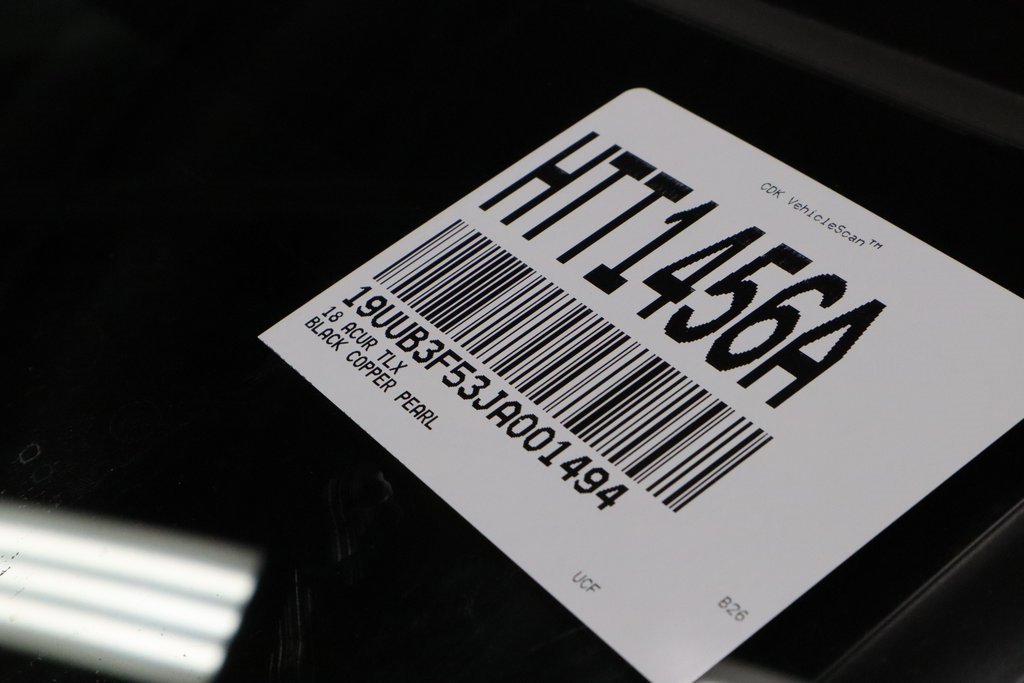 CDK VehicleScan™
HTT1456A
19UUB3F53JA001494
18 ACUR TLX
BLACK COPPER PEARL
UCF
B26